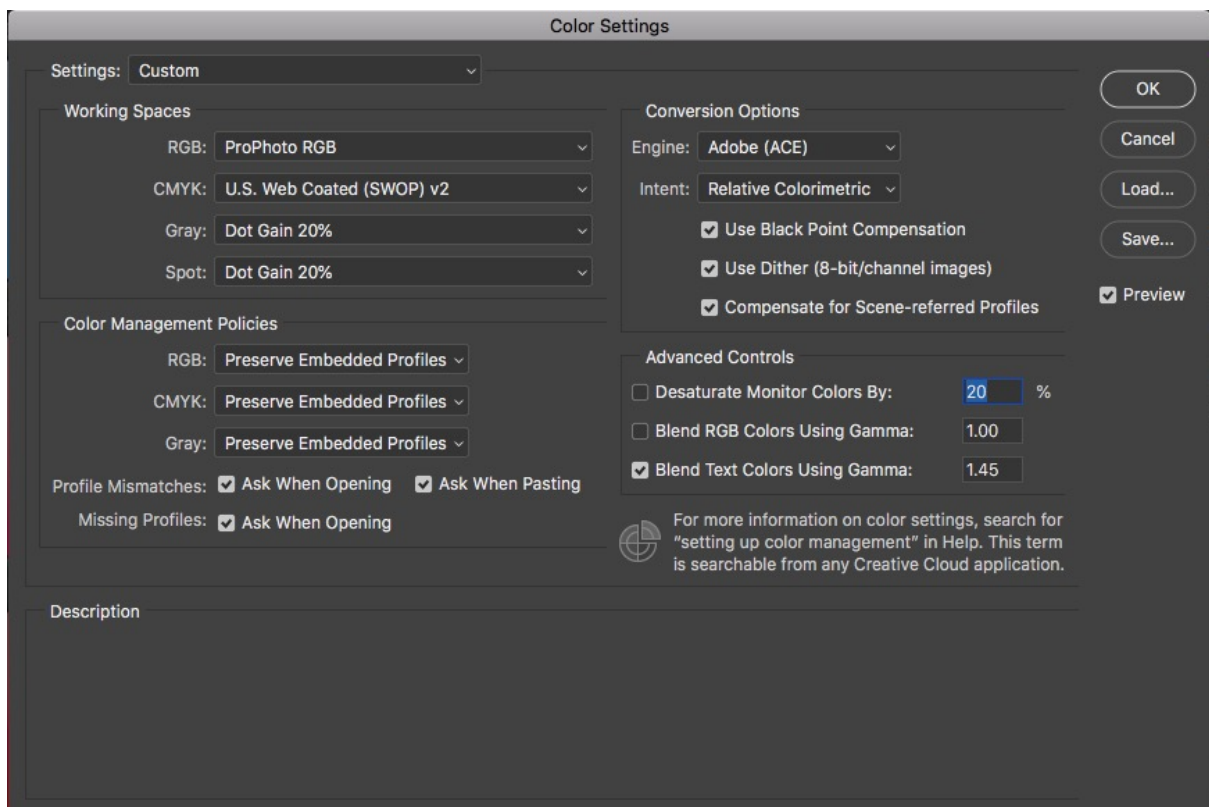 Color Settings
Settings: Custom
Working Spaces
RGB: ProPhoto RGB
CMYK: U.S. Web Coated (SWOP) v2
Gray: Dot Gain 20%
Spot: Dot Gain 20%
Color Management Policies
RGB: Preserve Embedded Profiles
CMYK: Preserve Embedded Profiles
Gray: Preserve Embedded Profiles
Profile Mismatches: Ask When Opening Ask When Pasting
Missing Profiles: Ask When Opening
Conversion Options
Engine: Adobe (ACE)
Intent: Relative Colorimetric
Use Black Point Compensation
Use Dither (8-bit/channel images)
Compensate for Scene-referred Profiles
Advanced Controls
Desaturate Monitor Colors By: 20 %
Blend RGB Colors Using Gamma: 1.00
Blend Text Colors Using Gamma: 1.45
For more information on color settings, search for
“setting up color management” in Help. This term
is searchable from any Creative Cloud application.
OK
Cancel
Load...
Save...
Preview
Description